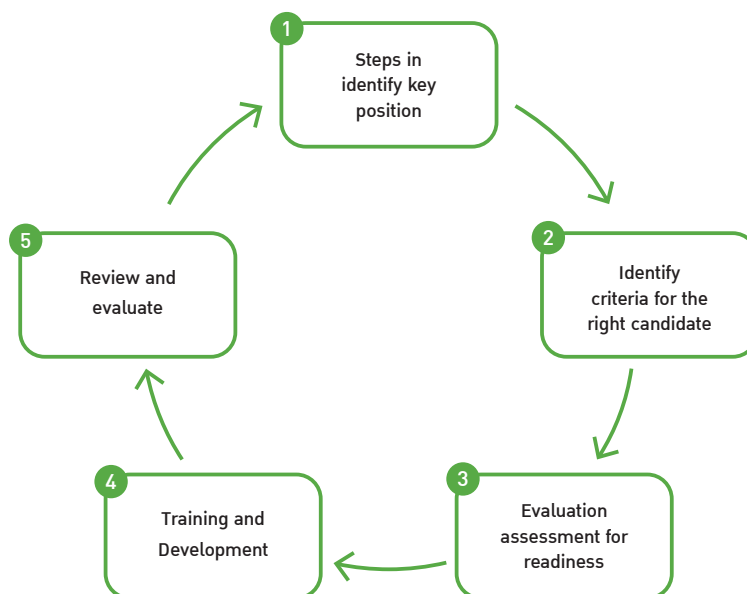 1
Steps in
identify key
position
2
Identify
criteria for the
right candidate
3
Evaluation
assessment for
readiness
4
Training and
Development
5
Review and
evaluate